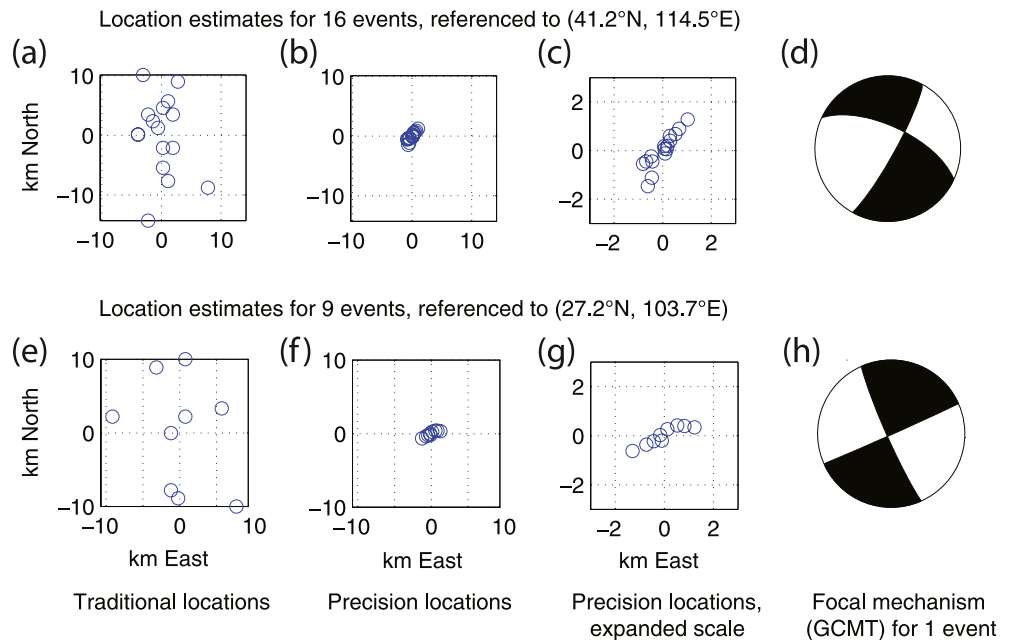 Location estimates for 16 events, referenced to (41.2°N, 114.5°E)
(a) (b) (c) (d)
km North
10
0
−10
−10 0 10
10
0
−10
−10 0 10
2
0
−2
−2 0 2
Location estimates for 9 events, referenced to (27.2°N, 103.7°E)
(e) (f) (g) (h)
km North
10
0
−10
−10 0 10
km East
10
0
−10
−10 0 10
km East
2
0
−2
−2 0 2
km East
Traditional locations
Precision locations
Precision locations,
expanded scale
Focal mechanism
(GCMT) for 1 event